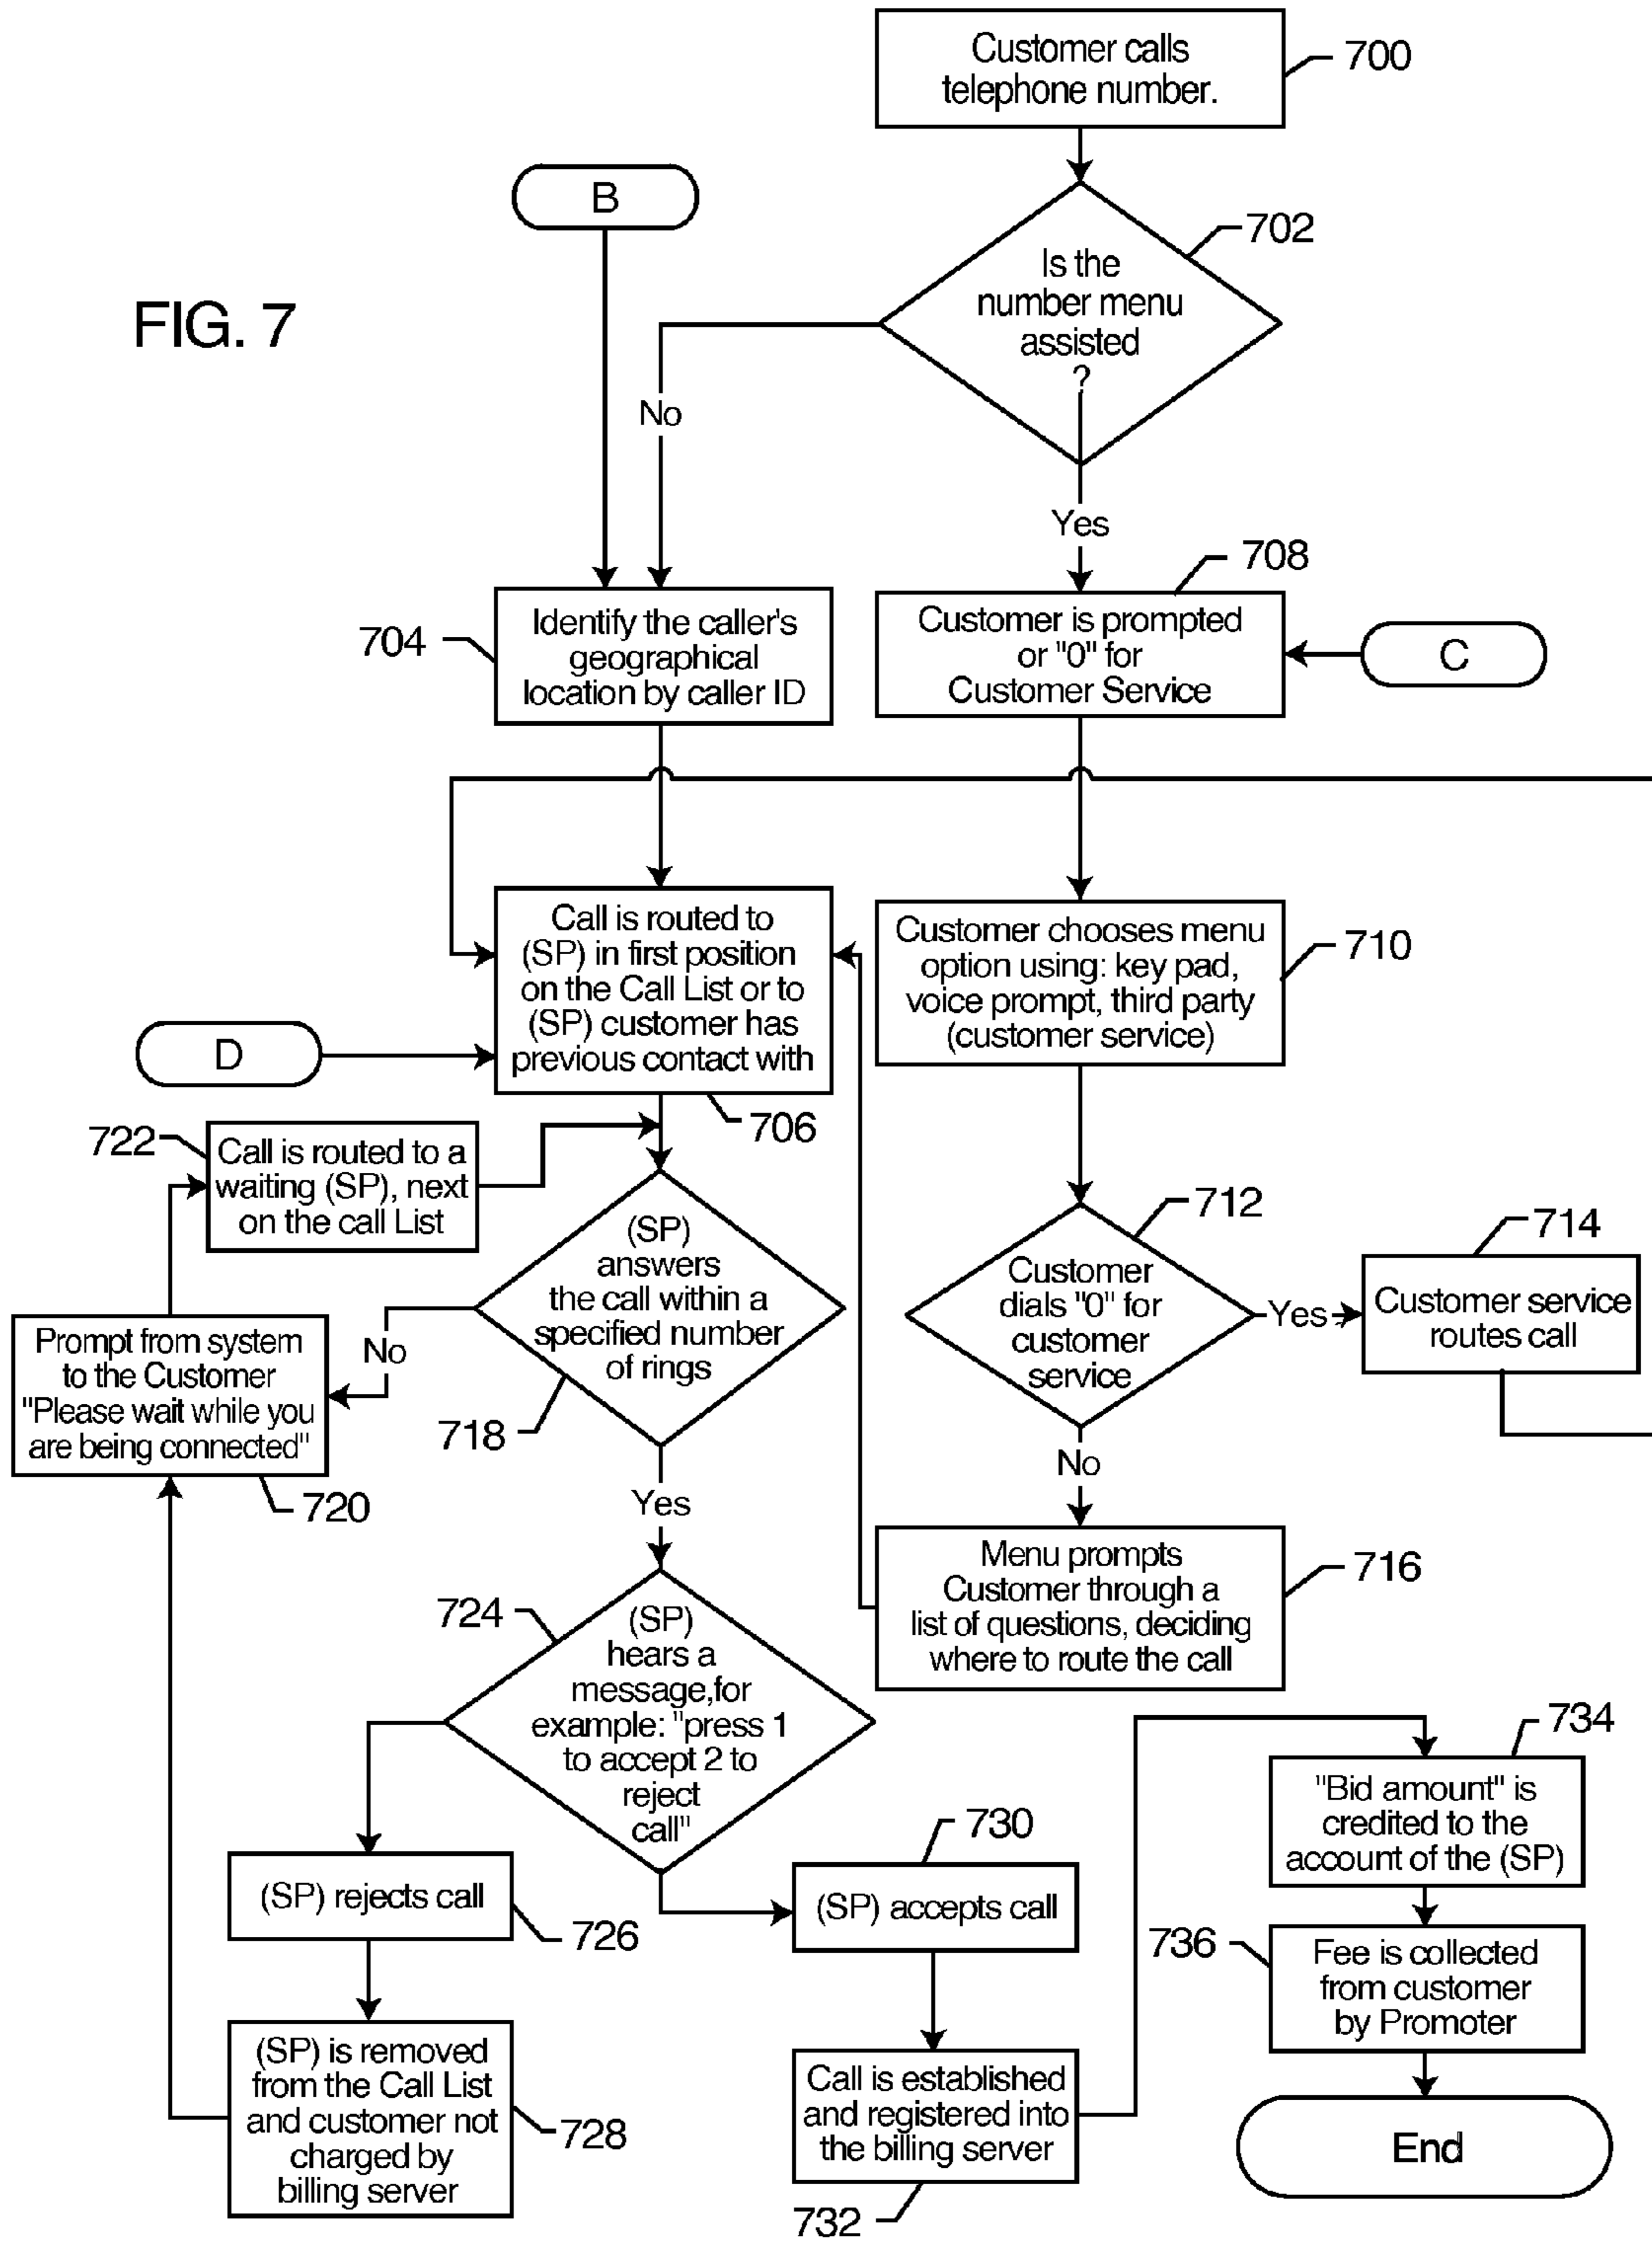 Customer calls
telephone number.
700
B
702
Is the
number menu
assisted
?
FIG. 7
No
Yes
708
704
Identify the caller's
geographical
location by caller ID
Customer is prompted
or "0" for
Customer Service
C
Call is routed to
(SP) in first position
on the Call List or to
(SP) customer has
previous contact with
706
Customer chooses menu
option using: key pad,
voice prompt, third party
(customer service)
710
D
722
Call is routed to a
waiting (SP), next
on the call List
712
714
(SP)
answers
the call within a
specified number
of rings
718
Customer
dials "0" for
customer
service
Yes
Customer service
routes call
No
Prompt from system
to the Customer
"Please wait while you
are being connected"
720
No
Yes
Menu prompts
Customer through a
list of questions, deciding
where to route the call
716
724
(SP)
hears a
message,for
example: "press 1
to accept 2 to
reject
call"
734
"Bid amount" is
credited to the
account of the (SP)
730
(SP) accepts call
(SP) rejects call
726
736
Fee is collected
from customer
by Promoter
(SP) is removed
from the Call List
and customer not
charged by
billing server
728
Call is established
and registered into
the billing server
732
End